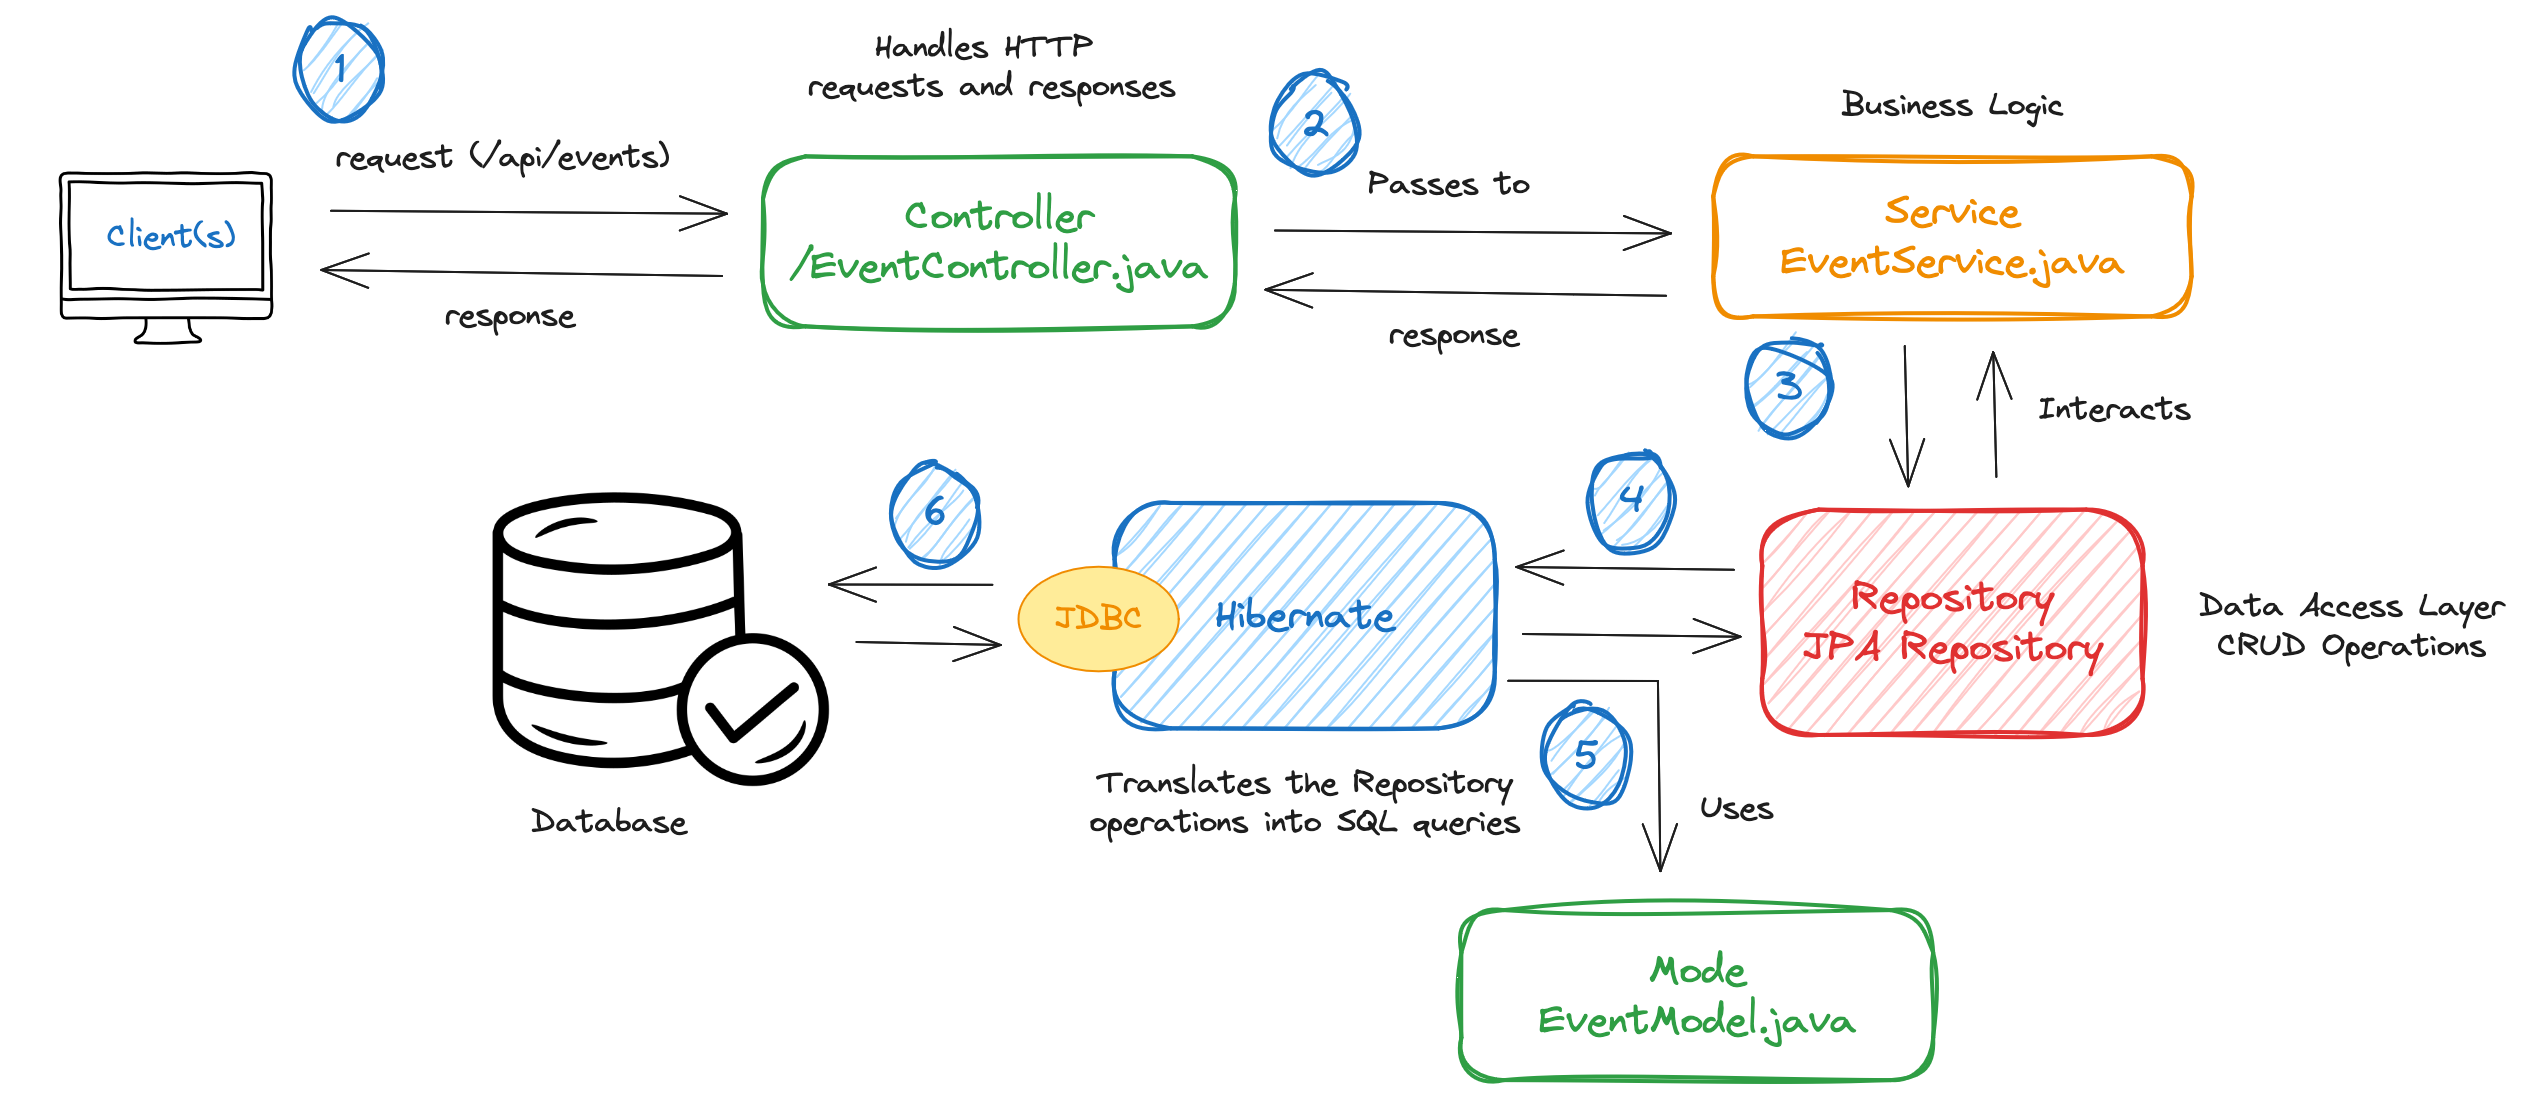 1
Handles HTTP
requests and responses
2
Business Logic
request (/api/events)
Passes to
Client(s)
Controller
/EventController.java
Service
EventService.java
response
response
3
Interacts
4
6
JDBC
Hibernate
Repository
JPA Repository
Data Access Layer
CRUD Operations
5
Translates the Repository
operations into SQL queries
Uses
Database
Mode
EventModel.java